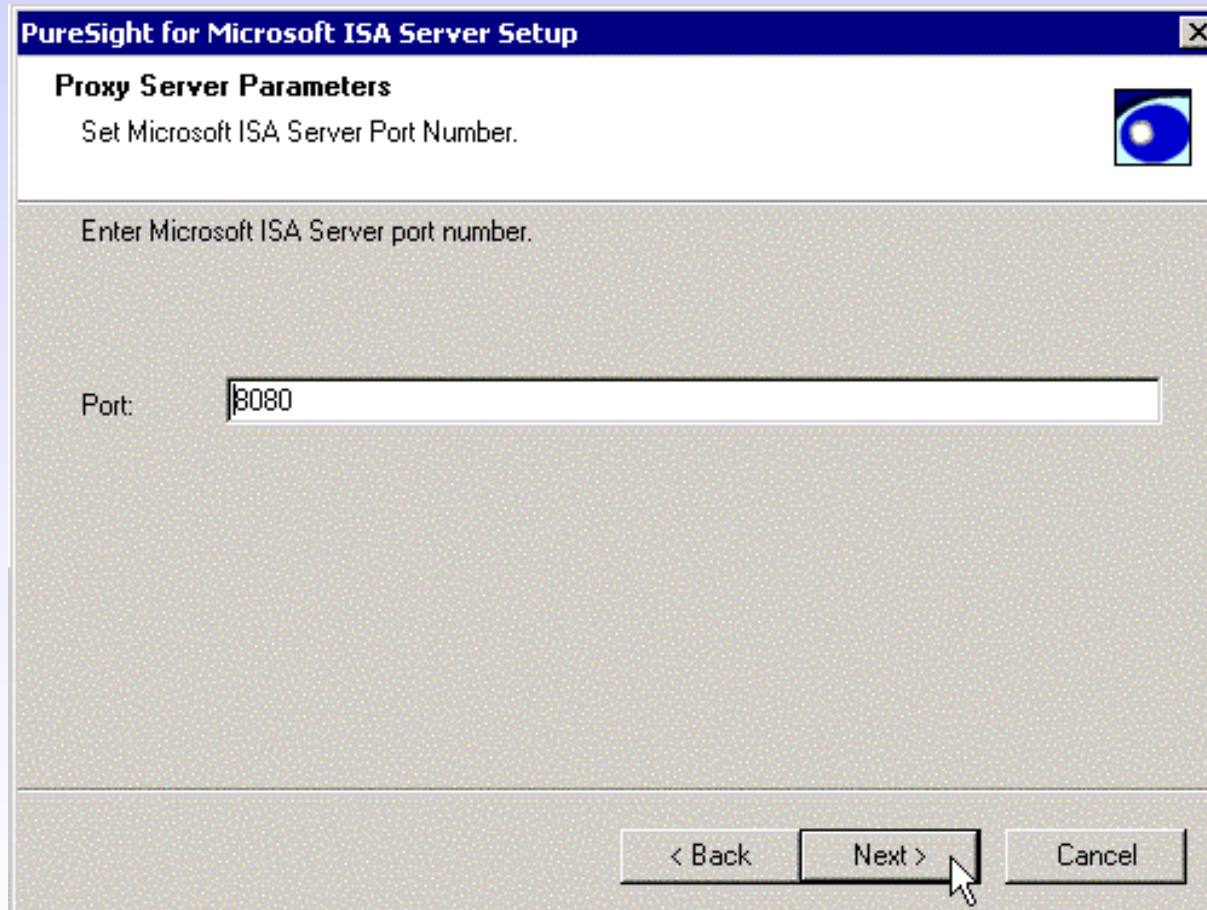 PureSight for Microsoft ISA Server Setup
Proxy Server Parameters
Set Microsoft ISA Server Port Number.
Enter Microsoft ISA Server port number.
Port: 8080
< Back Next > Cancel